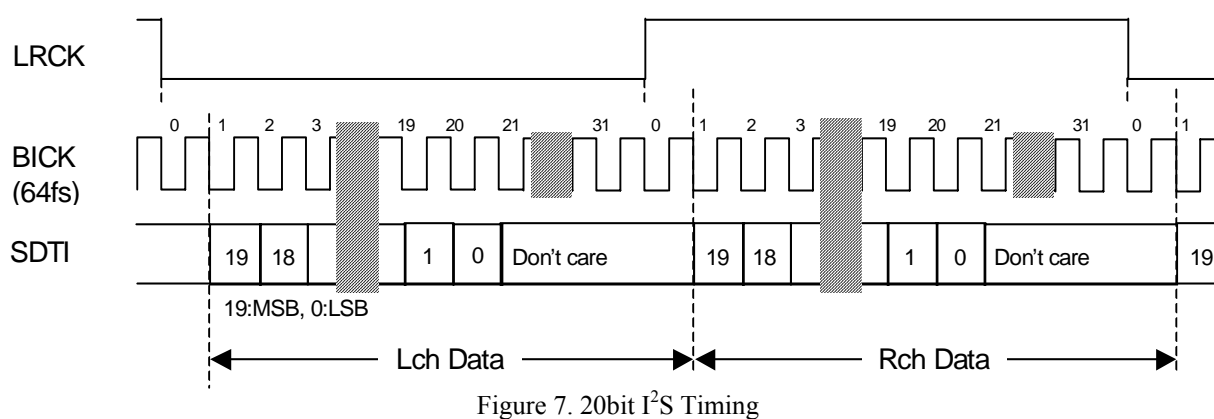 LRCK
0 1 2 3 19 20 21 31 0 1 2 3 19 20 21 31 0 1
BICK
(64fs)
SDTI 19 18 1 0 Don't care 19 18 1 0 Don't care 19
19:MSB, 0:LSB
Lch Data Rch Data
Figure 7. 20bit I²S Timing